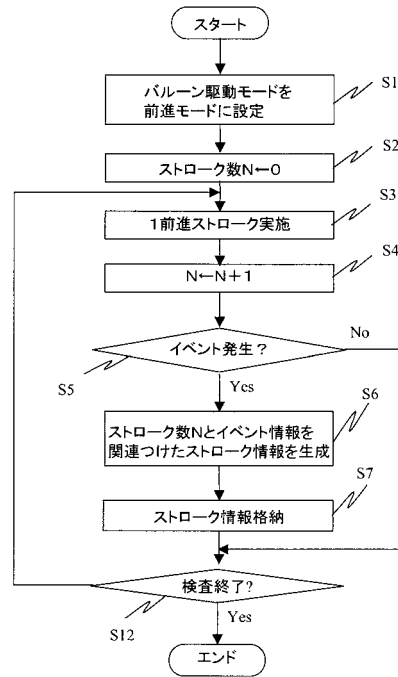 スタート
バルーン駆動モードを
前進モードに設定
S1
ストローク数N←0
S2
1前進ストローク実施
S3
N←N+1
S4
イベント発生？
No
S5
Yes
ストローク数Nとイベント情報を
関連つけたストローク情報を生成
S6
ストローク情報格納
S7
検査終了?
S12
Yes
エンド